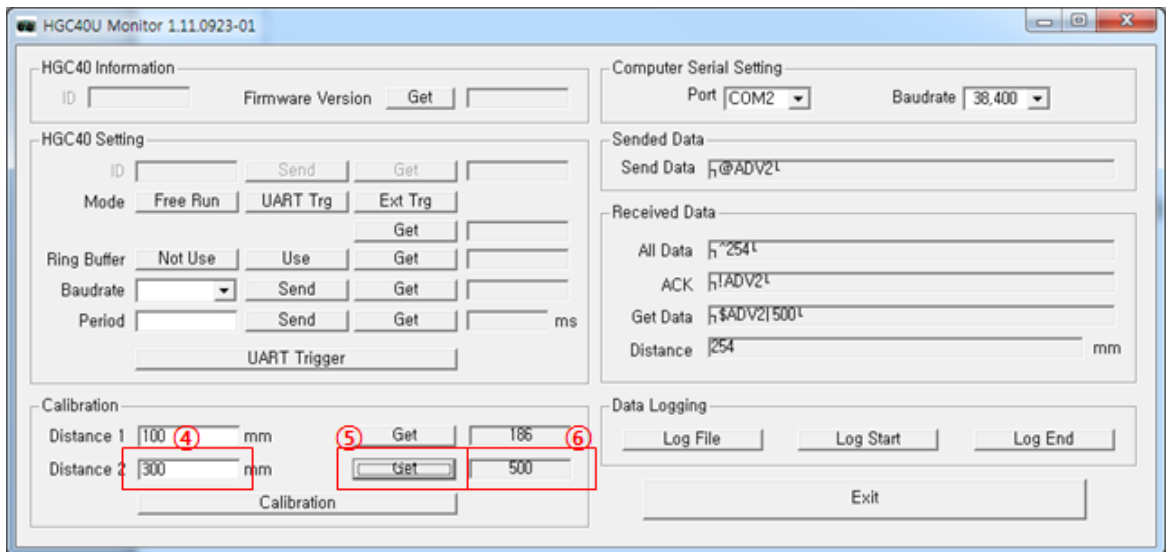 HGC40U Monitor 1.11.0923-01
HGC40 Information
ID
Firmware Version Get
HGC40 Setting
ID Send Get
Mode Free Run UART Trg Ext Trg
Get
Ring Buffer Not Use Use Get
Baudrate Send Get
Period Send Get ms
UART Trigger
Calibration
Distance 1 100 ④ mm ⑤ Get 186 ⑥
Distance 2 300 mm Get 500
Calibration
Computer Serial Setting
Port COM2 Baudrate 38,400
Sended Data
Send Data @ADV2
Received Data
All Data ^254
ACK !ADV2
Get Data $ADV2|500
Distance 254 mm
Data Logging
Log File Log Start Log End
Exit